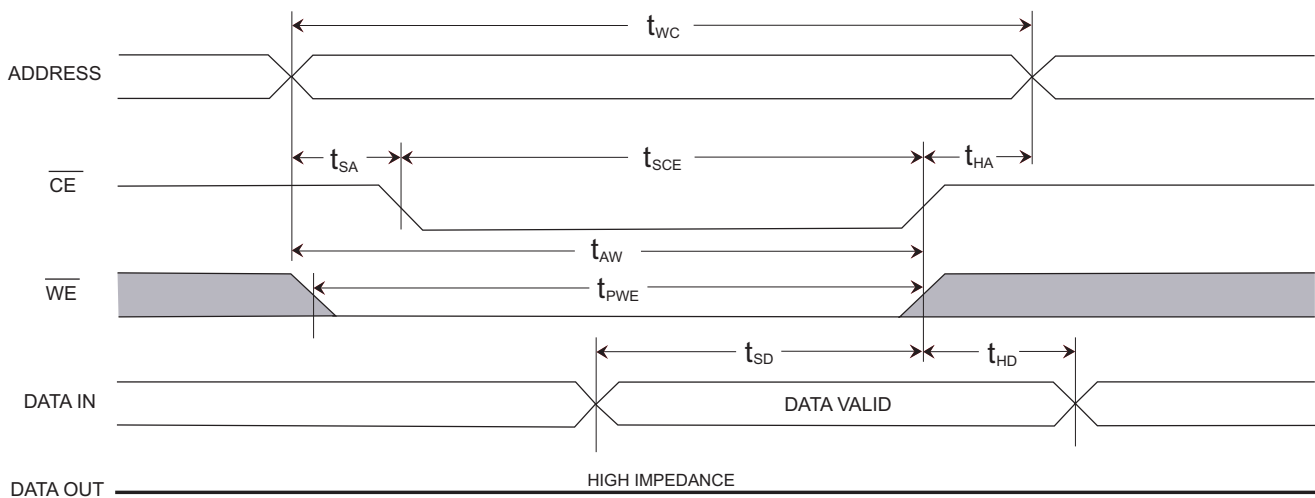 tWC
ADDRESS
tSA
tSCE
tHA
CE
tAW
WE
tPWE
tSD
tHD
DATA IN
DATA VALID
DATA OUT
HIGH IMPEDANCE